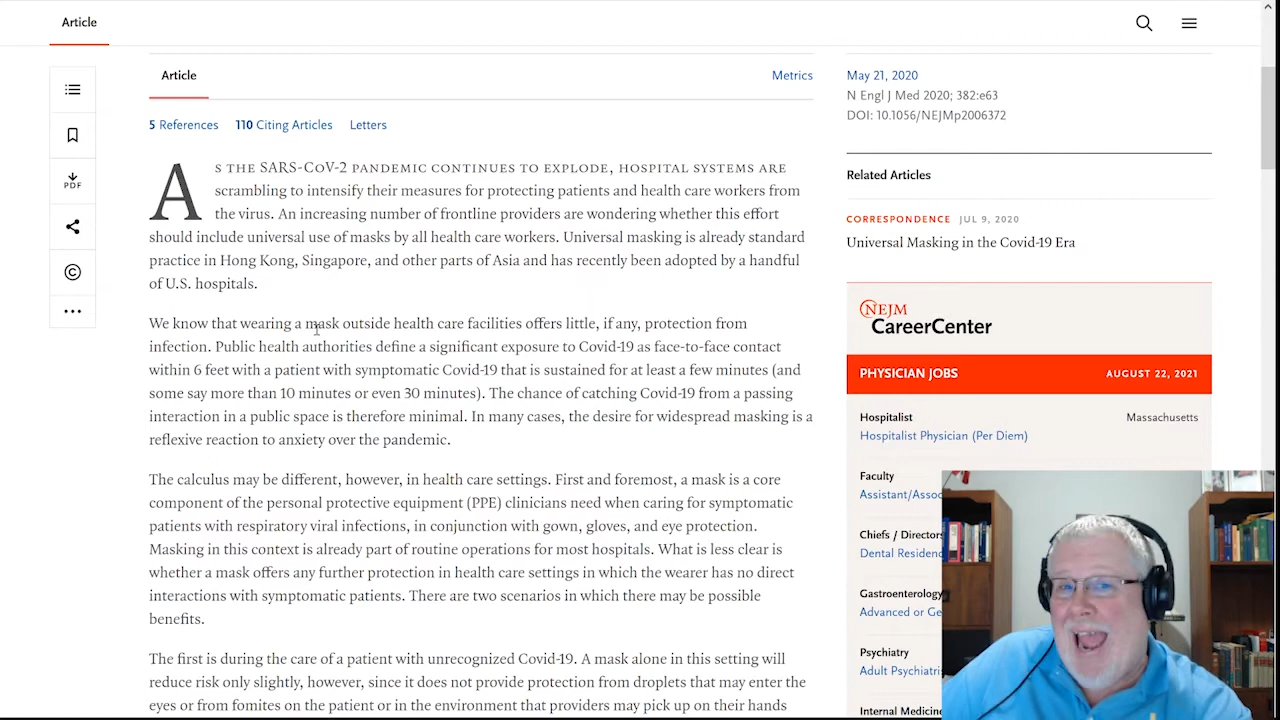 Article
Article
Metrics
5 References 110 Citing Articles Letters
AS THE SARS-COV-2 PANDEMIC CONTINUES TO EXPLODE, HOSPITAL SYSTEMS ARE
scrambling to intensify their measures for protecting patients and health care workers from
the virus. An increasing number of frontline providers are wondering whether this effort
should include universal use of masks by all health care workers. Universal masking is already standard
practice in Hong Kong, Singapore, and other parts of Asia and has recently been adopted by a handful
of U.S. hospitals.
We know that wearing a mask outside health care facilities offers little, if any, protection from
infection. Public health authorities define a significant exposure to Covid-19 as face-to-face contact
within 6 feet with a patient with symptomatic Covid-19 that is sustained for at least a few minutes (and
some say more than 10 minutes or even 30 minutes). The chance of catching Covid-19 from a passing
interaction in a public space is therefore minimal. In many cases, the desire for widespread masking is a
reflexive reaction to anxiety over the pandemic.
The calculus may be different, however, in health care settings. First and foremost, a mask is a core
component of the personal protective equipment (PPE) clinicians need when caring for symptomatic
patients with respiratory viral infections, in conjunction with gown, gloves, and eye protection.
Masking in this context is already part of routine operations for most hospitals. What is less clear is
whether a mask offers any further protection in health care settings in which the wearer has no direct
interactions with symptomatic patients. There are two scenarios in which there may be possible
benefits.
The first is during the care of a patient with unrecognized Covid-19. A mask alone in this setting will
reduce risk only slightly, however, since it does not provide protection from droplets that may enter the
eyes or from fomites on the patient or in the environment that providers may pick up on their hands
PDF
May 21, 2020
N Engl J Med 2020; 382:e63
DOI: 10.1056/NEJMp2006372
Related Articles
CORRESPONDENCE JUL 9, 2020
Universal Masking in the Covid-19 Era
NEJM
CareerCenter
PHYSICIAN JOBS AUGUST 22, 2021
Hospitalist Massachusetts
Hospitalist Physician (Per Diem)
Faculty
Assistant/Assoc
Chiefs / Directors
Dental Residen
Gastroenterology
Advanced or Ge
Psychiatry
Adult Psychiatri
Internal Medicine